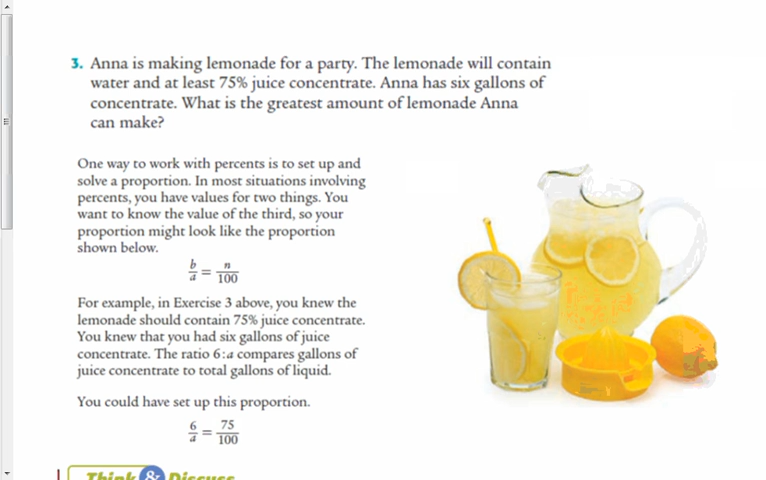 3. Anna is making lemonade for a party. The lemonade will contain
water and at least 75% juice concentrate. Anna has six gallons of
concentrate. What is the greatest amount of lemonade Anna
can make?
One way to work with percents is to set up and
solve a proportion. In most situations involving
percents, you have values for two things. You
want to know the value of the third, so your
proportion might look like the proportion
shown below.
b/a = n/100
For example, in Exercise 3 above, you knew the
lemonade should contain 75% juice concentrate.
You knew that you had six gallons of juice
concentrate. The ratio 6:a compares gallons of
juice concentrate to total gallons of liquid.
You could have set up this proportion.
6/a = 75/100
Think & Discuss